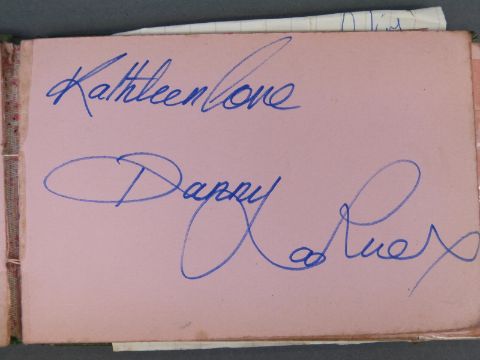 Kathleen Love
Danny
La Rue x